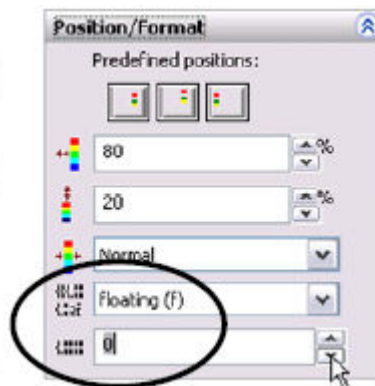 Position/Format
Predefined positions:
80 %
20 %
Normal
floating (f)
0